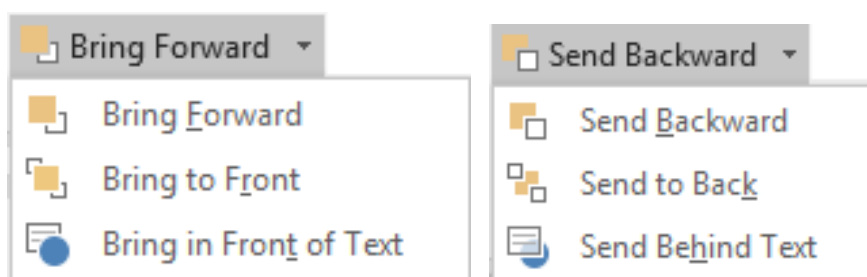 Bring Forward
Bring Forward
Bring to Front
Bring in Front of Text
Send Backward
Send Backward
Send to Back
Send Behind Text